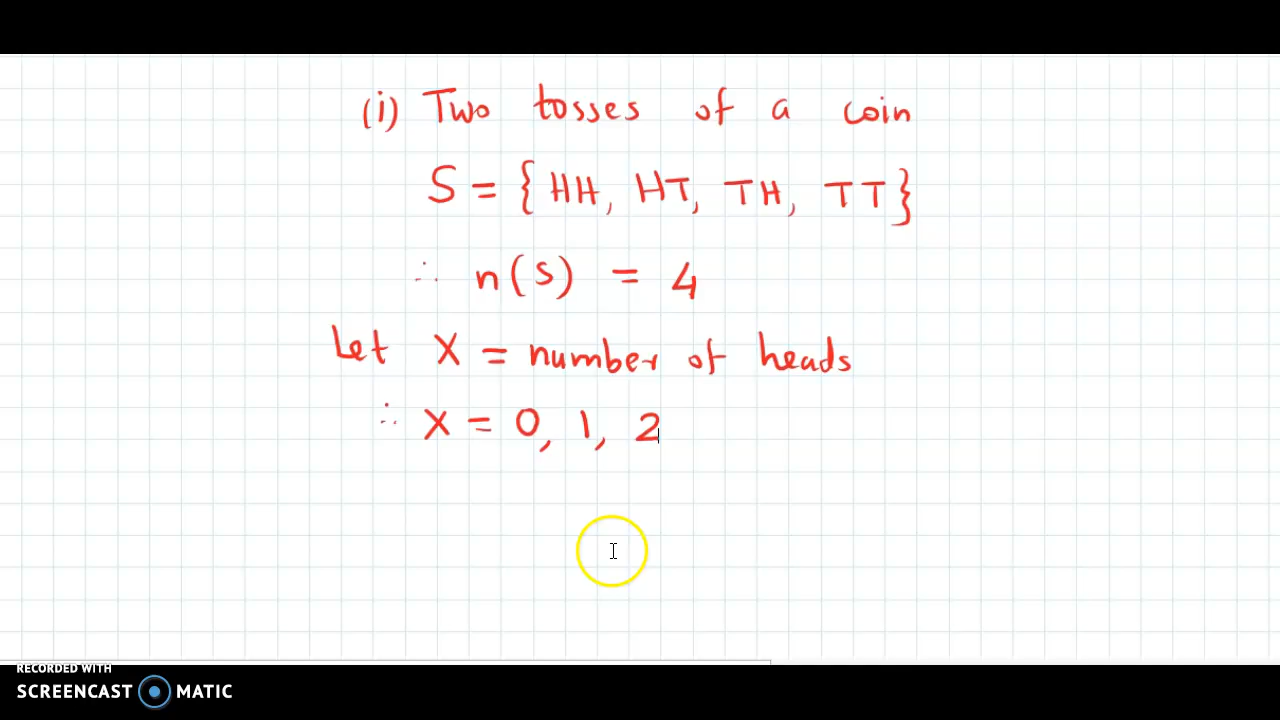 (i) Two tosses of a coin
S = {HH, HT, TH, TT}
∴ n(S) = 4
Let X = number of heads
∴ X = 0, 1, 2
RECORDED WITH
SCREENCAST MATIC